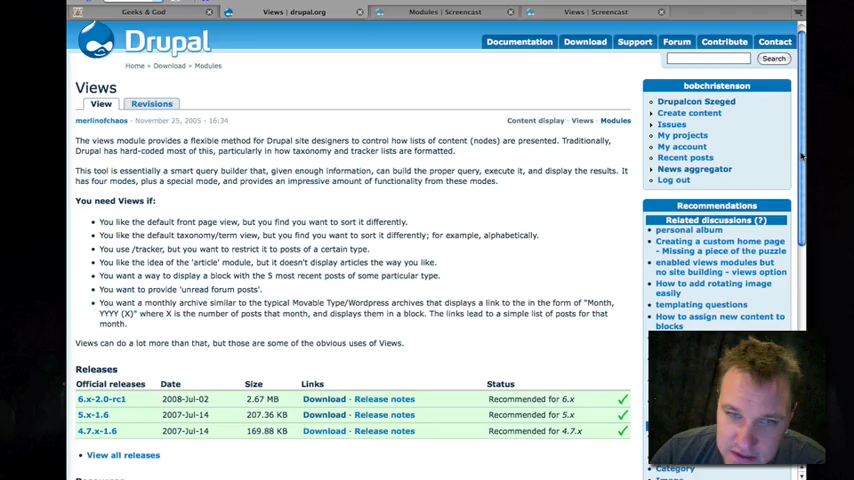 Geeks & God
Views | drupal.org
Modules | Screencast
Views | Screencast
Drupal
Documentation
Download
Support
Forum
Contribute
Contact
Search
Home » Download » Modules
Views
View
Revisions
merlinofchaos - November 25, 2005 - 16:34
Content display · Views · Modules
The views module provides a flexible method for Drupal site designers to control how lists of content (nodes) are presented. Traditionally,
Drupal has hard-coded most of this, particularly in how taxonomy and tracker lists are formatted.
This tool is essentially a smart query builder that, given enough information, can build the proper query, execute it, and display the results. It
has four modes, plus a special mode, and provides an impressive amount of functionality from these modes.
You need Views if:
• You like the default front page view, but you find you want to sort it differently.
• You like the default taxonomy/term view, but you find you want to sort it differently; for example, alphabetically.
• You use /tracker, but you want to restrict it to posts of a certain type.
• You like the idea of the 'article' module, but it doesn't display articles the way you like.
• You want a way to display a block with the 5 most recent posts of some particular type.
• You want to provide 'unread forum posts'.
• You want a monthly archive similar to the typical Movable Type/Wordpress archives that displays a link to the in the form of "Month,
YYYY (X)" where X is the number of posts that month, and displays them in a block. The links lead to a simple list of posts for that
month.
Views can do a lot more than that, but those are some of the obvious uses of Views.
Releases
Official releases Date Size Links Status
6.x-2.0-rc1 2008-Jul-02 2.67 MB Download · Release notes Recommended for 6.x
5.x-1.6 2007-Jul-14 207.36 KB Download · Release notes Recommended for 5.x
4.7.x-1.6 2007-Jul-14 169.88 KB Download · Release notes Recommended for 4.7.x
• View all releases
bobchristenson
Drupalcon Szeged
Create content
Issues
My projects
My account
Recent posts
News aggregator
Log out
Recommendations
Related discussions (?)
personal album
Creating a custom home page
- Missing a piece of the puzzle
enabled views modules but
no site building - views option
How to add rotating image
easily
templating questions
How to assign new content to
blocks
Category